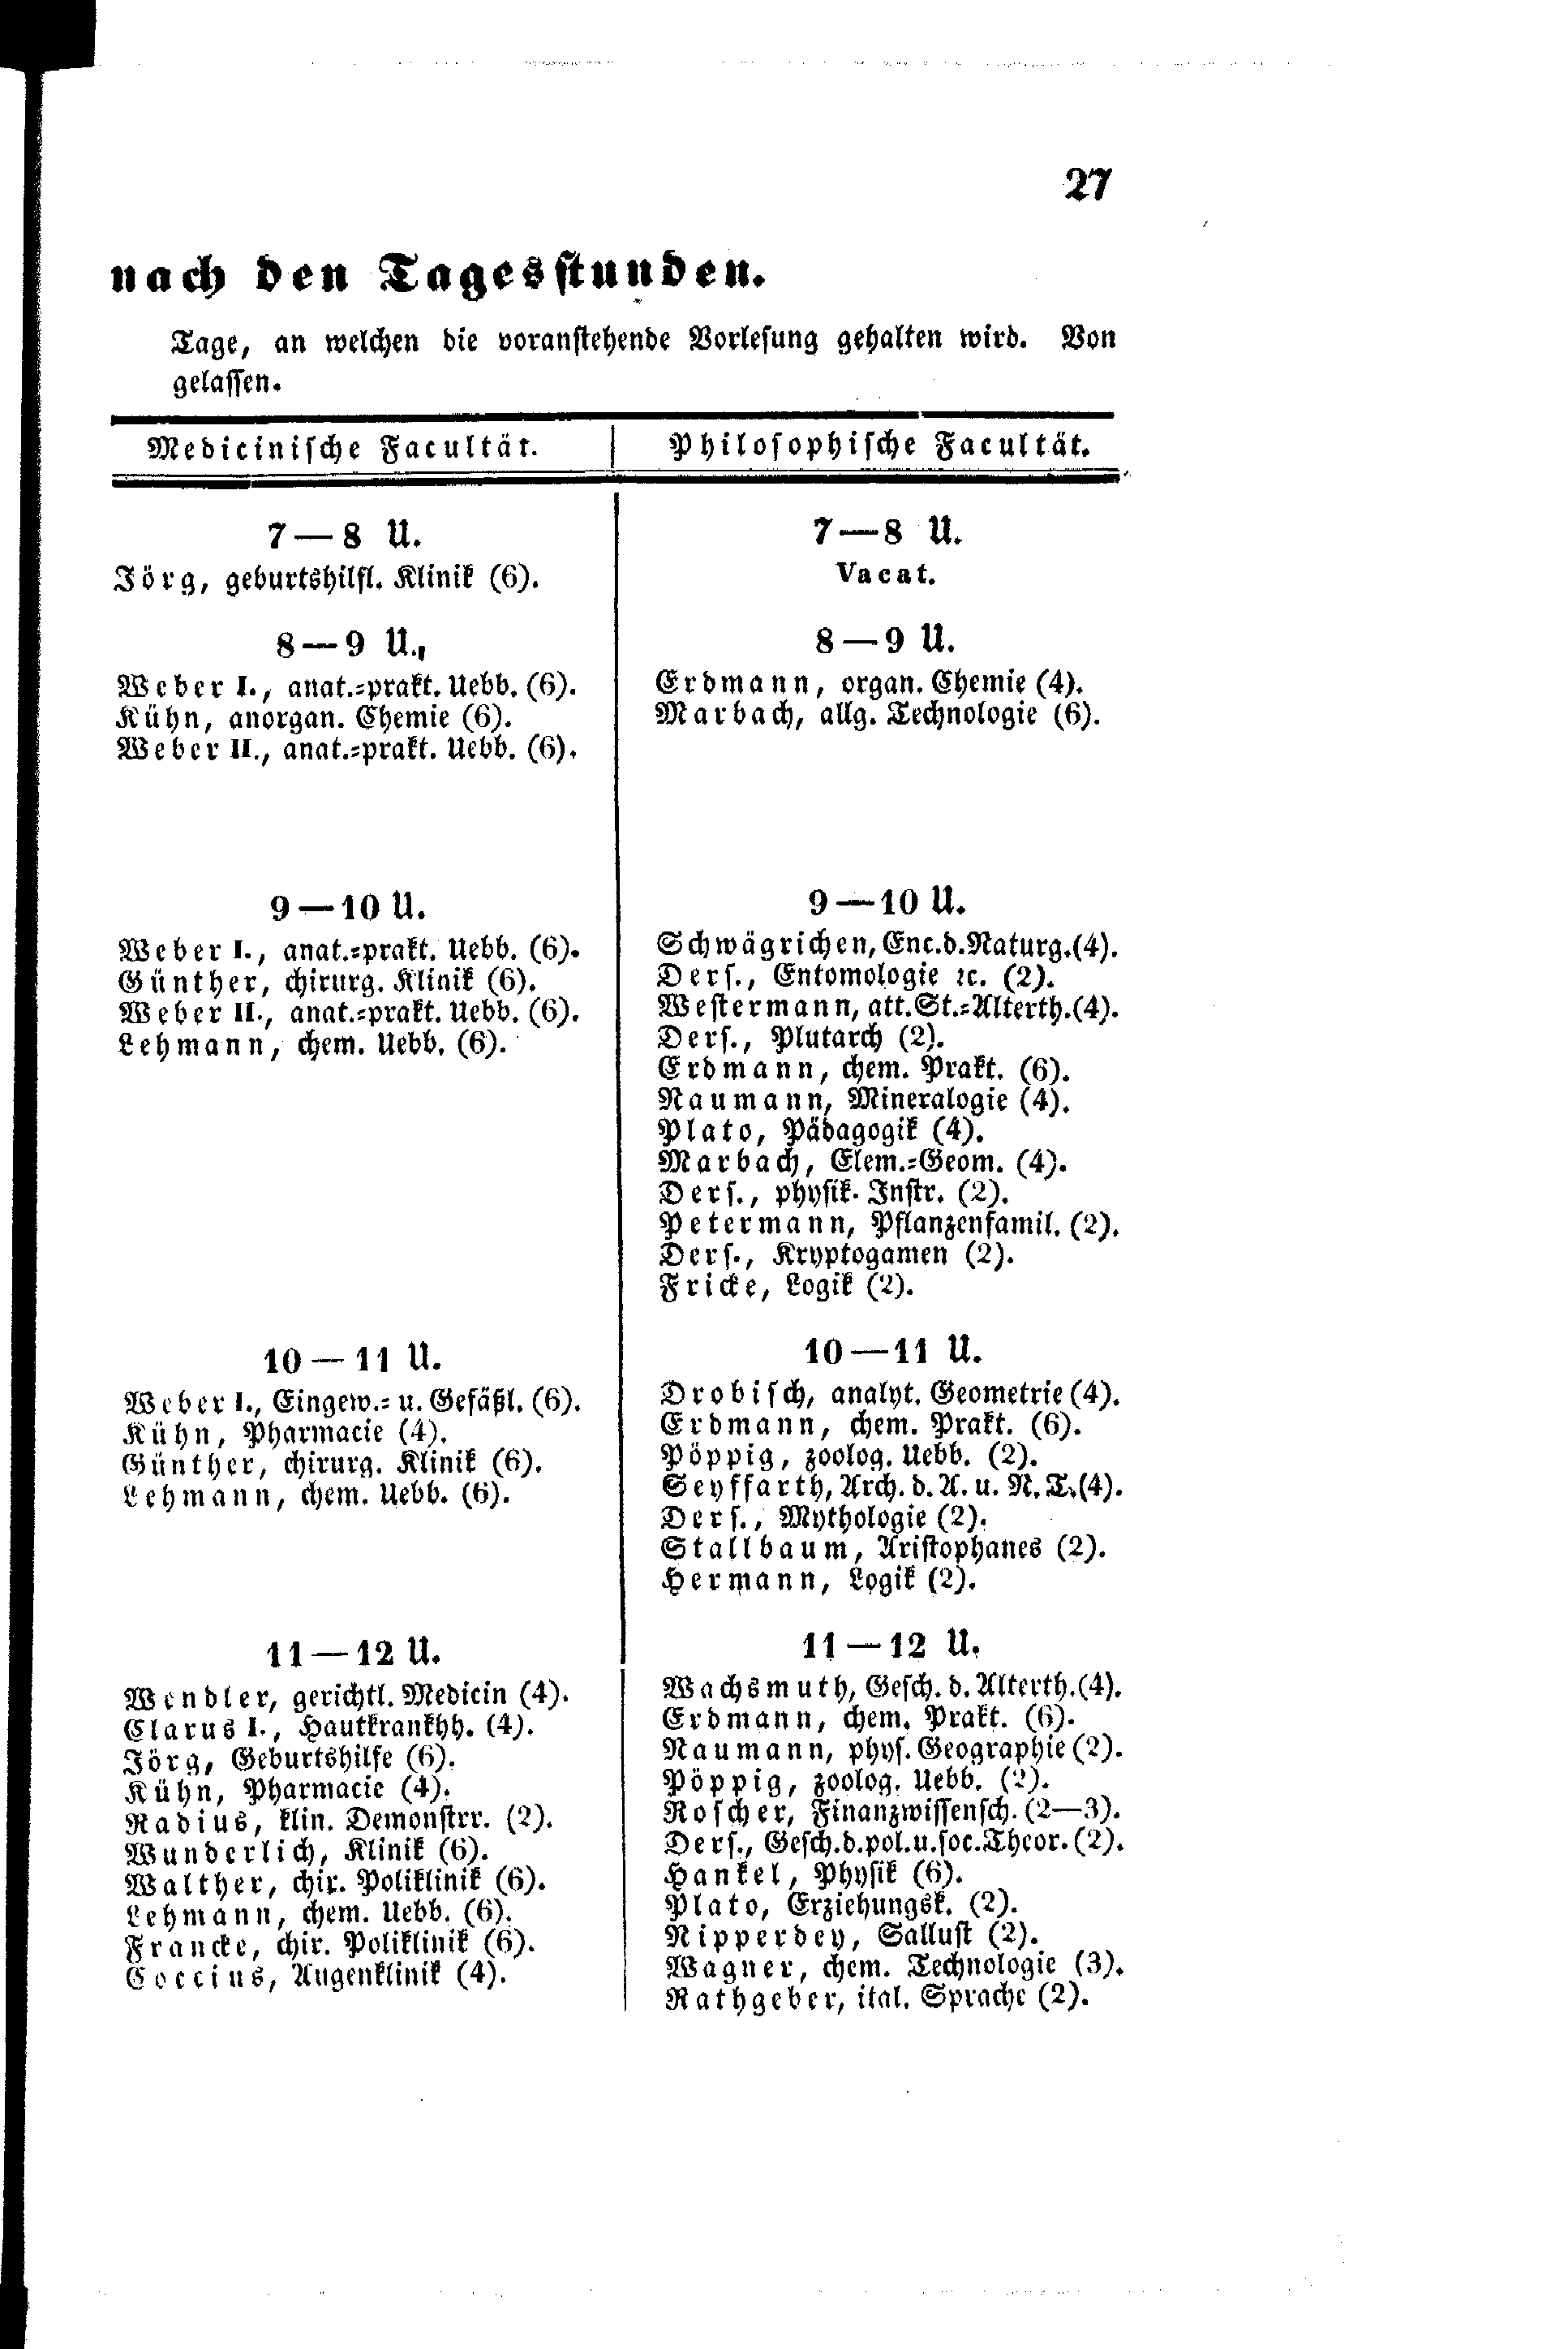 27
nach den Tagesstunden.
Tage, an welchen die voranstehende Vorlesung gehalten wird. Von
gelassen.
Medicinische Facultät.
7—8 U.
Jörg, geburtshilfl. Klinik (6).
8—9 U.
Weber I., anat.-prakt. Uebb. (6).
Kühn, anorgan. Chemie (6).
Weber II., anat.-prakt. Uebb. (6).
9—10 U.
Weber I., anat.-prakt. Uebb. (6).
Günther, chirurg. Klinik (6).
Weber II., anat.-prakt. Uebb. (6).
Lehmann, chem. Uebb. (6).
10—11 U.
Weber I., Eingew.- u. Gefäßl. (6).
Kühn, Pharmacie (4).
Günther, chirurg. Klinik (6).
Lehmann, chem. Uebb. (6).
11—12 U.
Wendler, gerichtl. Medicin (4).
Clarus I., Hautkrankhh. (4).
Jörg, Geburtshilfe (6).
Kühn, Pharmacie (4).
Radius, klin. Demonstrr. (2).
Wunderlich, Klinik (6).
Walther, chir. Poliklinik (6).
Lehmann, chem. Uebb. (6).
Francke, chir. Poliklinik (6).
Coccius, Augenklinik (4).
Philosophische Facultät.
7—8 U.
Vacat.
8—9 U.
Erdmann, organ. Chemie (4).
Marbach, allg. Technologie (6).
9—10 U.
Schwägrichen, Enc.d.Naturg.(4).
Ders., Entomologie ꝛc. (2).
Westermann, att.St.-Alterth.(4).
Ders., Plutarch (2).
Erdmann, chem. Prakt. (6).
Naumann, Mineralogie (4).
Plato, Pädagogik (4).
Marbach, Elem.-Geom. (4).
Ders., physik. Instr. (2).
Petermann, Pflanzenfamil. (2).
Ders., Kryptogamen (2).
Fricke, Logik (2).
10—11 U.
Drobisch, analyt. Geometrie (4).
Erdmann, chem. Prakt. (6).
Pöppig, zoolog. Uebb. (2).
Seyffarth, Arch. d. A. u. N. T.(4).
Ders., Mythologie (2).
Stallbaum, Aristophanes (2).
Hermann, Logik (2).
11—12 U.
Wachsmuth, Gesch. d. Alterth.(4).
Erdmann, chem. Prakt. (6).
Naumann, phys. Geographie (2).
Pöppig, zoolog. Uebb. (2).
Roscher, Finanzwissensch. (2—3).
Ders., Gesch.d.pol.u.soc.Theor. (2).
Hankel, Physik (6).
Plato, Erziehungsk. (2).
Nipperdey, Sallust (2).
Wagner, chem. Technologie (3).
Rathgeber, ital. Sprache (2).